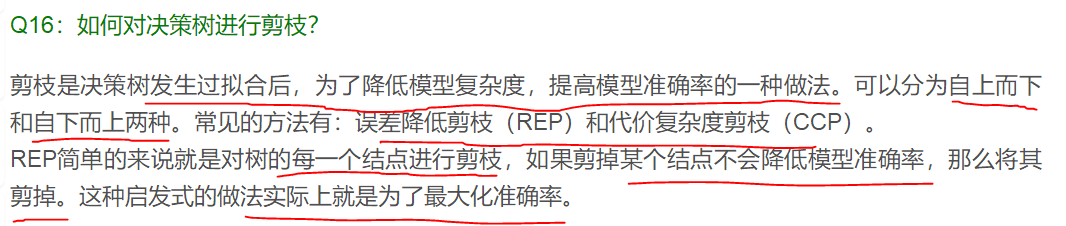 Q16：如何对决策树进行剪枝？
剪枝是决策树发生过拟合后，为了降低模型复杂度，提高模型准确率的一种做法。可以分为自上而下
和自下而上两种。常见的方法有：误差降低剪枝（REP）和代价复杂度剪枝（CCP）。
REP简单的来说就是对树的每一个结点进行剪枝，如果剪掉某个结点不会降低模型准确率，那么将其
剪掉。这种启发式的做法实际上就是为了最大化准确率。